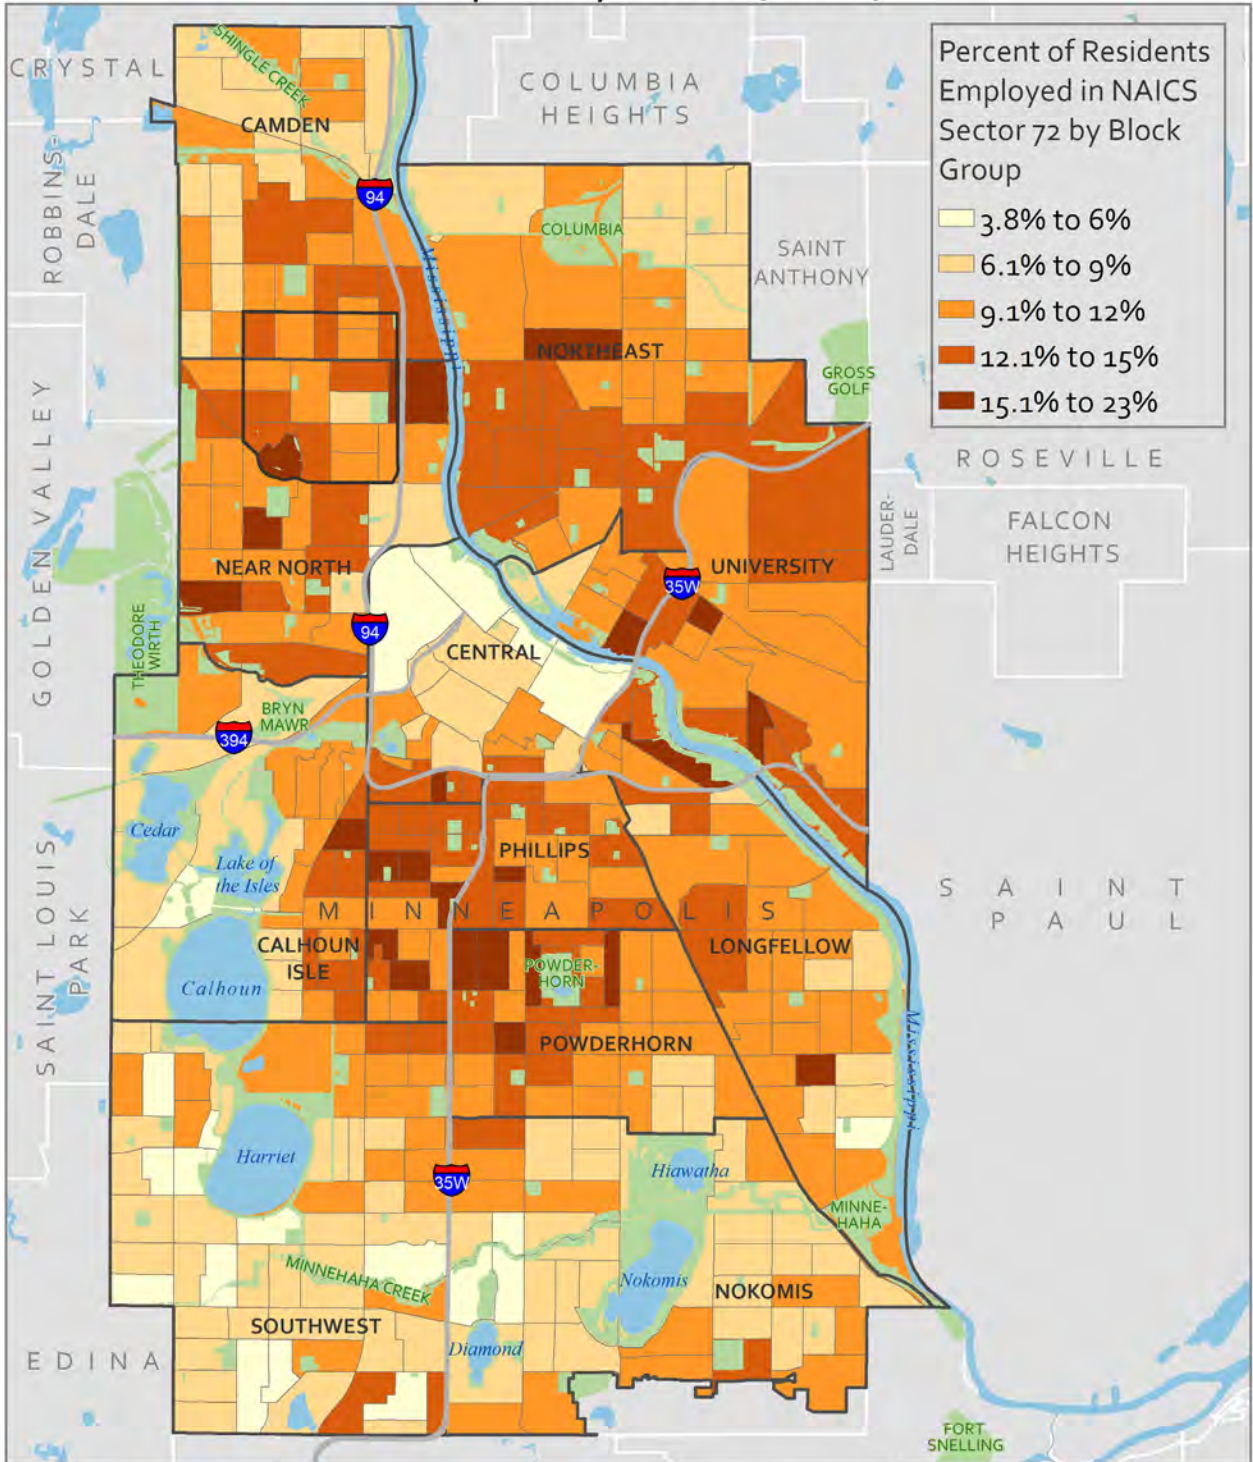 Percent of Residents
Employed in NAICS
Sector 72 by Block
Group
3.8% to 6%
6.1% to 9%
9.1% to 12%
12.1% to 15%
15.1% to 23%
CRYSTAL
SHINGLE CREEK
COLUMBIA
HEIGHTS
CAMDEN
ROBBINS-
DALE
94
COLUMBIA
SAINT
ANTHONY
Mississippi
NORTHEAST
GROSS
GOLF
GOLDEN VALLEY
ROSEVILLE
LAUDER-
DALE
FALCON
HEIGHTS
NEAR NORTH
UNIVERSITY
35W
THEODORE
WIRTH
94
CENTRAL
BRYN
MAWR
394
Cedar
Lake of
the Isles
PHILLIPS
SAINT LOUIS
PARK
SAINT
PAUL
MINNEAPOLIS
CALHOUN
ISLE
LONGFELLOW
POWDER-
HORN
Calhoun
POWDERHORN
Mississippi
Harriet
Hiawatha
35W
MINNE-
HAHA
MINNEHAHA CREEK
Nokomis
NOKOMIS
SOUTHWEST
Diamond
EDINA
FORT
SNELLING